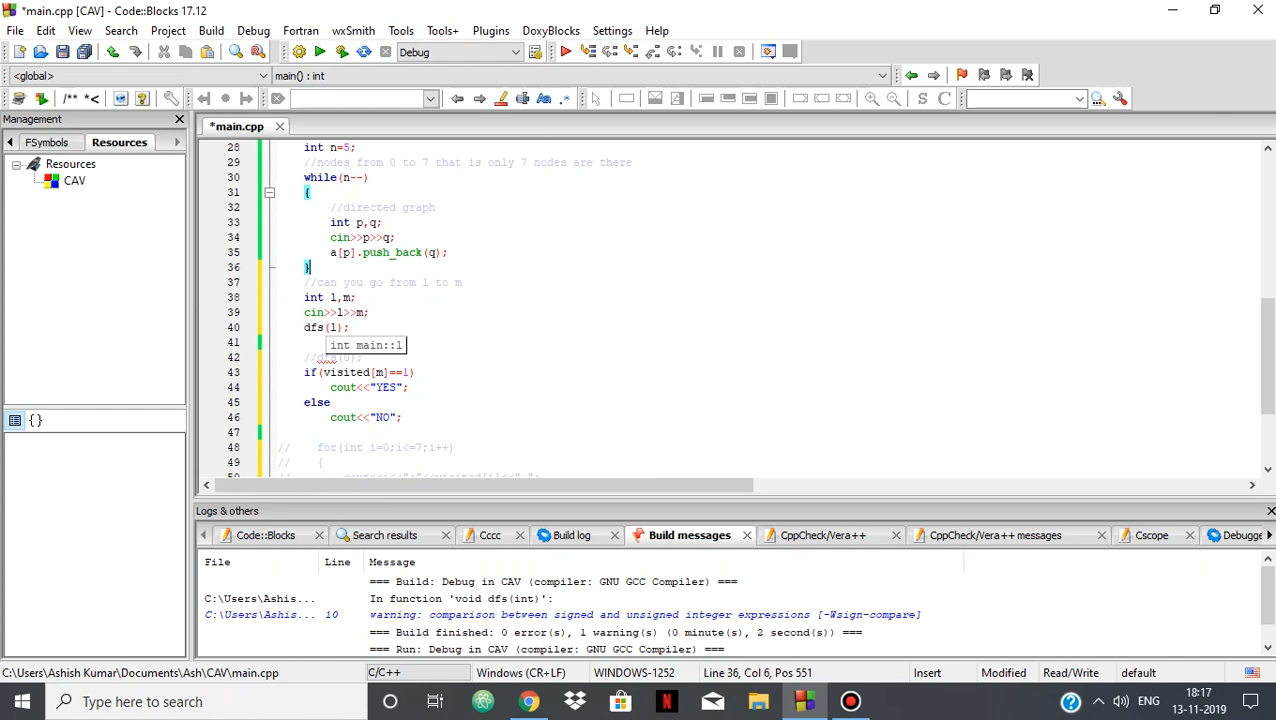 *main.cpp [CAV] - Code::Blocks 17.12
File Edit View Search Project Build Debug Fortran wxSmith Tools Tools+ Plugins DoxyBlocks Settings Help
Debug
<global> main() : int
/** *<
Aa .* S C
Management
*main.cpp
FSymbols Resources
Resources
CAV
{}
28 int n=5;
29 //nodes from 0 to 7 that is only 7 nodes are there
30 while(n--)
31 {
32 //directed graph
33 int p,q;
34 cin>>p>>q;
35 a[p].push_back(q);
36 }
37 //can you go from l to m
38 int l,m;
39 cin>>l>>m;
40 dfs(l);
41 int main::l
42 //dfs(0);
43 if(visited[m]==1)
44 cout<<"YES";
45 else
46 cout<<"NO";
47
48 // for(int i=0;i<=7;i++)
49 // {
Logs & others
Code::Blocks Search results Cccc Build log Build messages CppCheck/Vera++ CppCheck/Vera++ messages Cscope Debugge
File Line Message
=== Build: Debug in CAV (compiler: GNU GCC Compiler) ===
C:\Users\Ashis... In function 'void dfs(int)':
C:\Users\Ashis... 10 warning: comparison between signed and unsigned integer expressions [-Wsign-compare]
=== Build finished: 0 error(s), 1 warning(s) (0 minute(s), 2 second(s)) ===
=== Run: Debug in CAV (compiler: GNU GCC Compiler) ===
C:\Users\Ashish Kumar\Documents\Ash\CAV\main.cpp C/C++ Windows (CR+LF) WINDOWS-1252 Line 36, Col 6, Pos 551 Insert Modified Read/Write default
Type here to search
ENG
18:17
13-11-2019